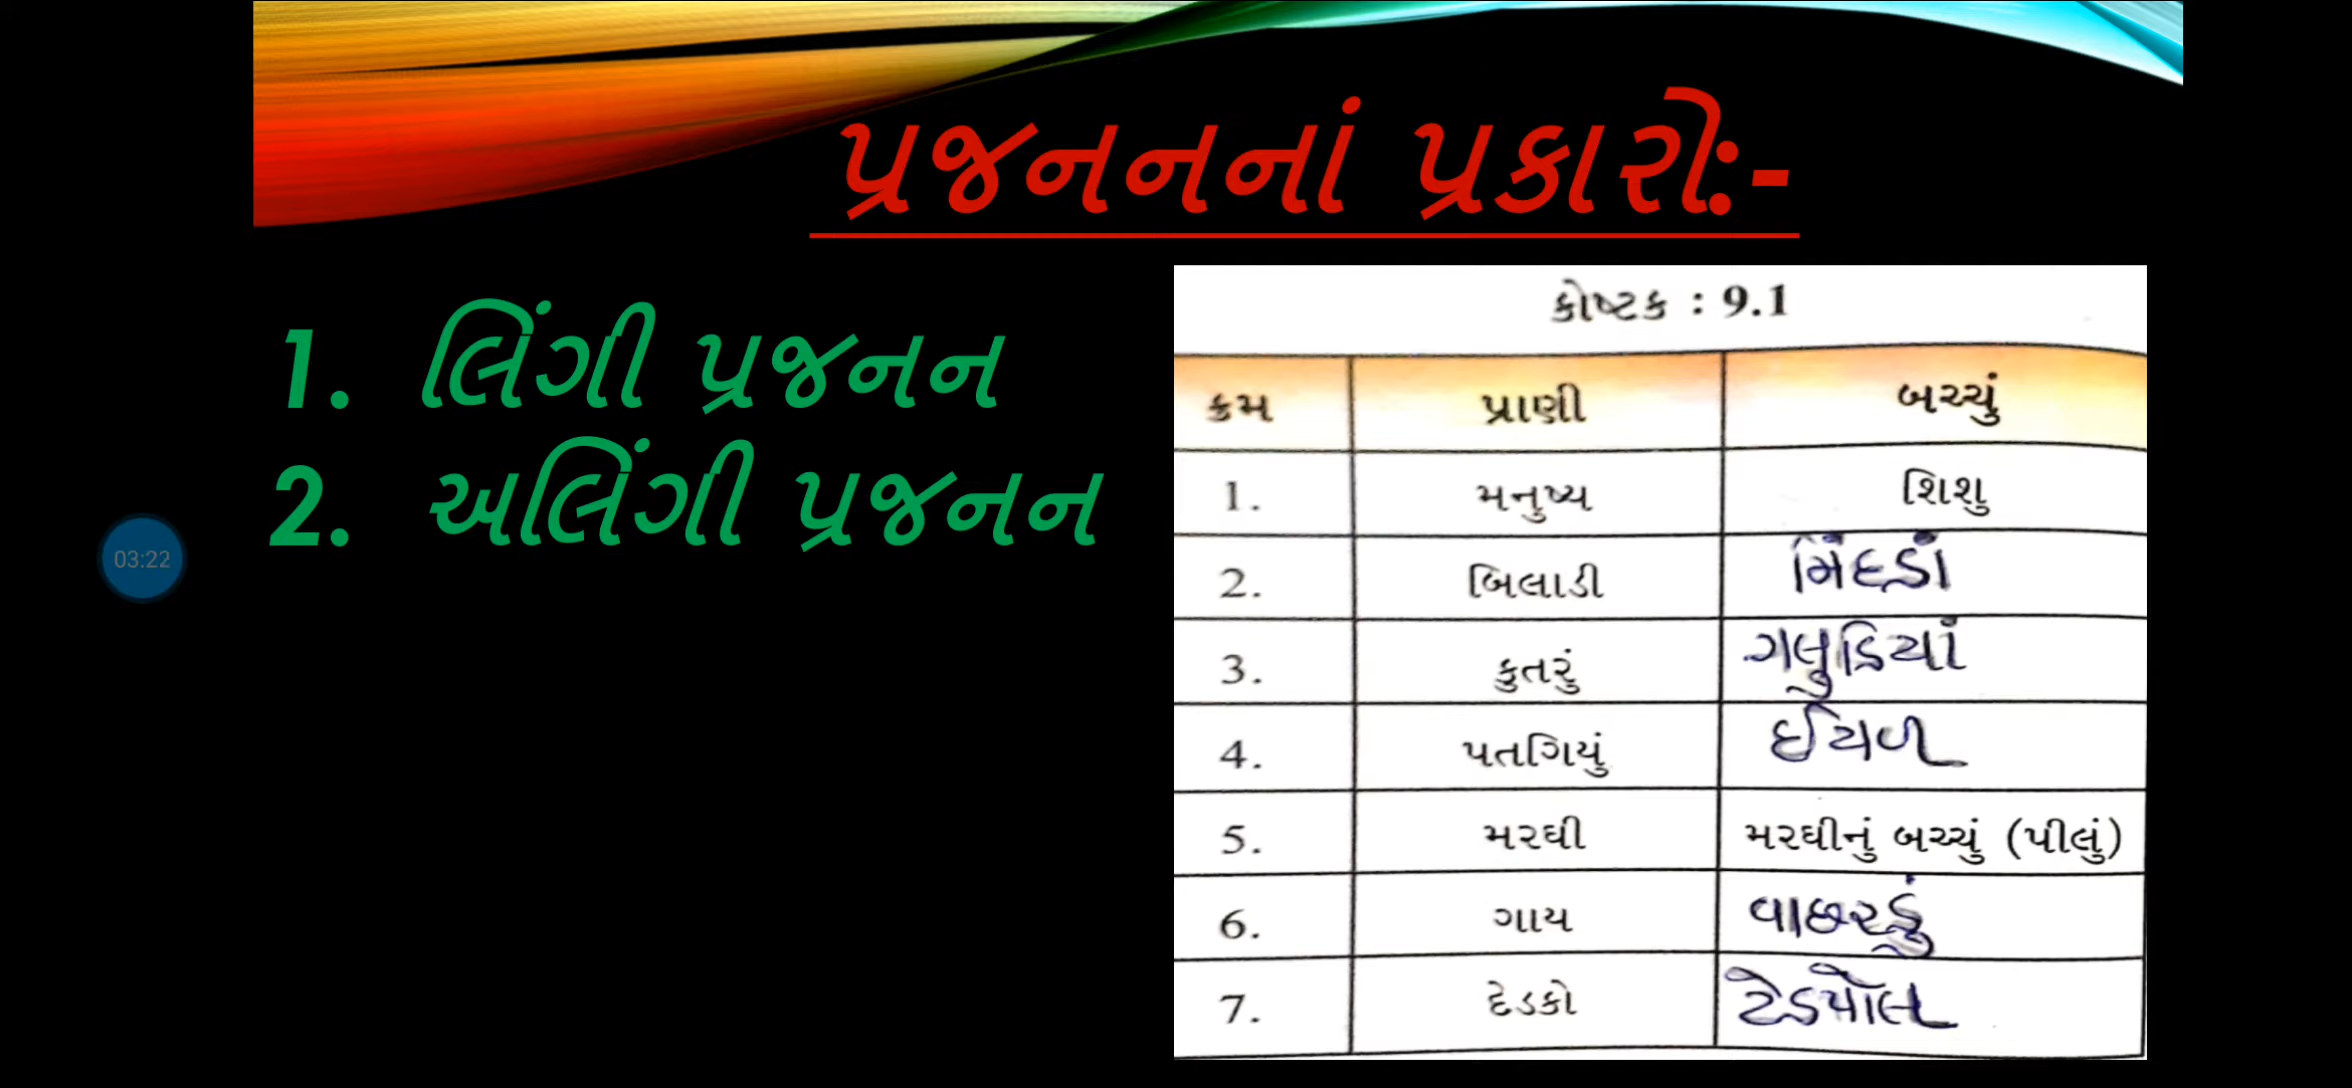 પ્રજનનનાં પ્રકારો:-
1. લિંગી પ્રજનન
2. અલિંગી પ્રજનન
03:22
કોષ્ટક : 9.1
ક્રમ પ્રાણી બચ્ચું
1. મનુષ્ય શિશુ
2. બિલાડી મિંદડાં
3. કુતરું ગલુડિયાં
4. પતગિયું ઈયળ
5. મરઘી મરઘીનું બચ્ચું (પીલું)
6. ગાય વાછરડું
7. દેડકો ટેડપોલ